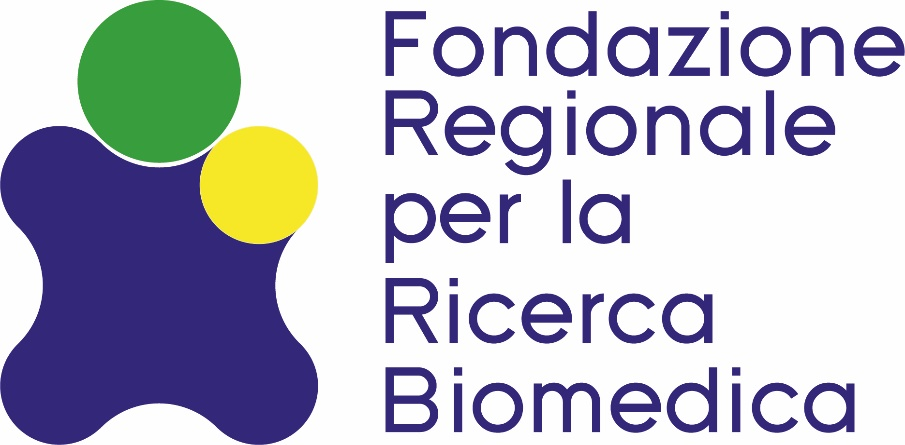 Fondazione
Regionale
per la
Ricerca
Biomedica